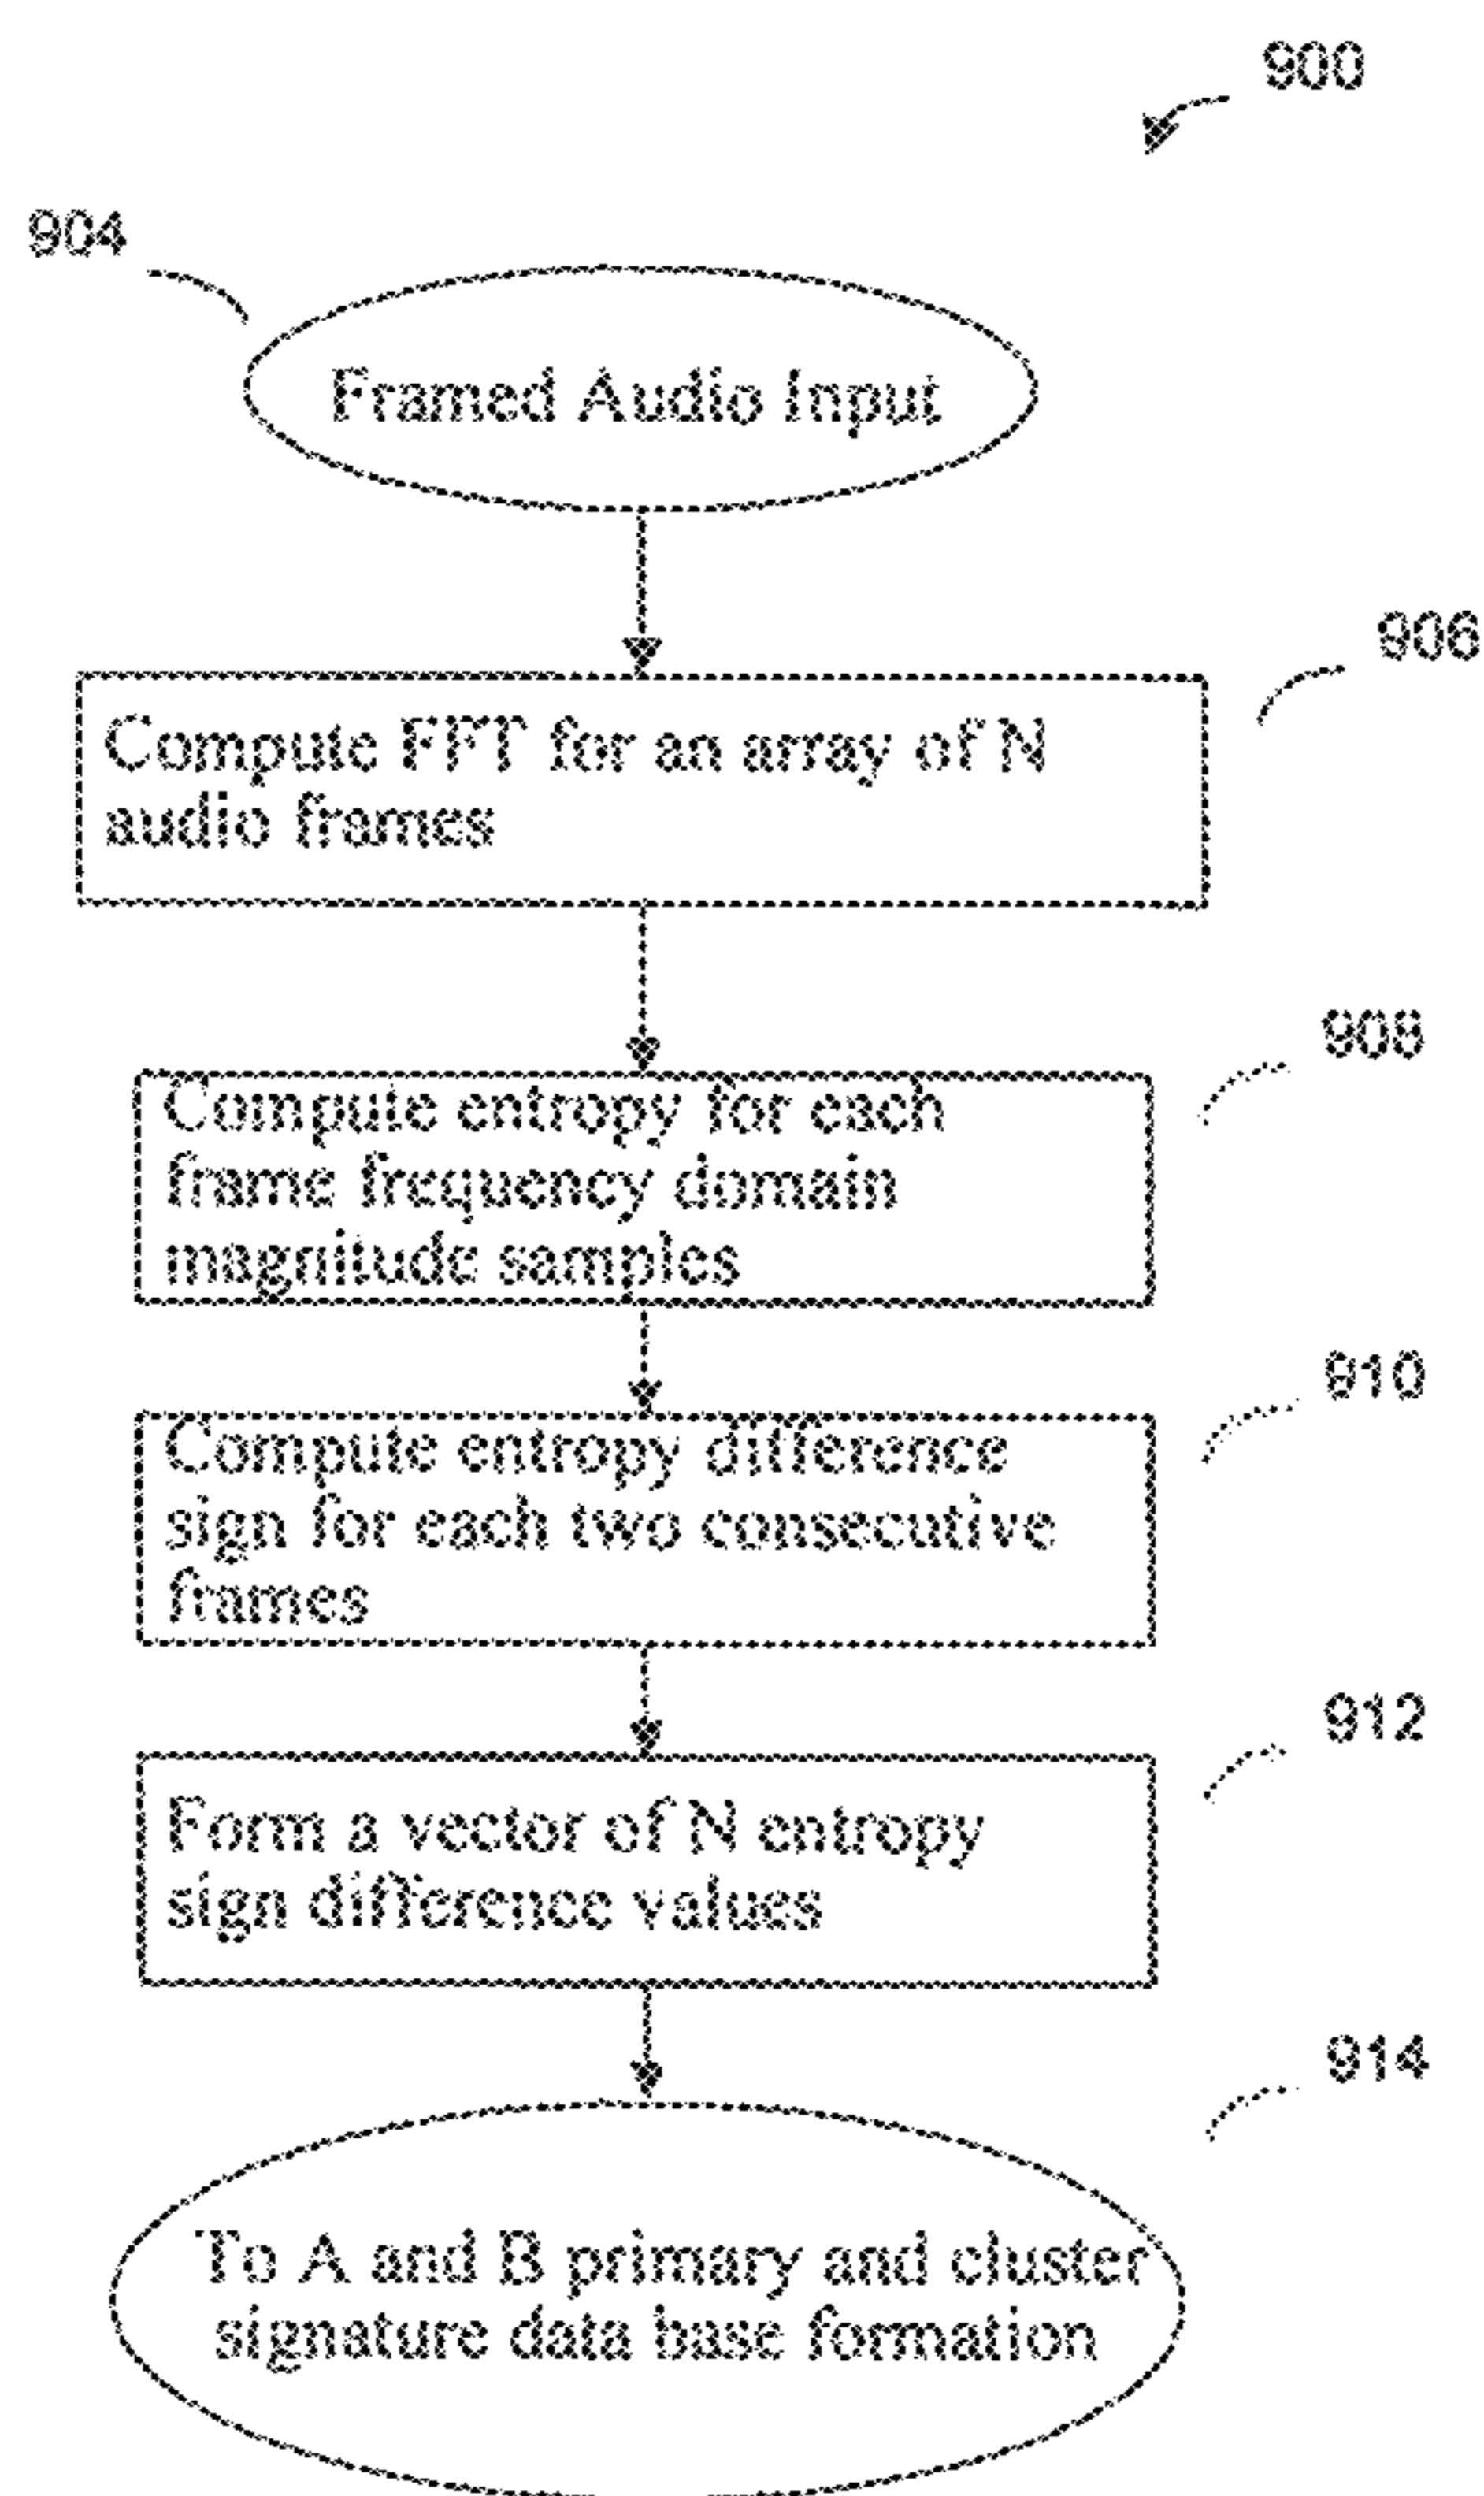 900
904
Framed Audio Input
906
Compute FFT for an array of N
audio frames
908
Compute entropy for each
frame frequency domain
magnitude samples
910
Compute entropy difference
sign for each two consecutive
frames
912
Form a vector of N entropy
sign difference values
914
To A and B primary and cluster
signature data base formation